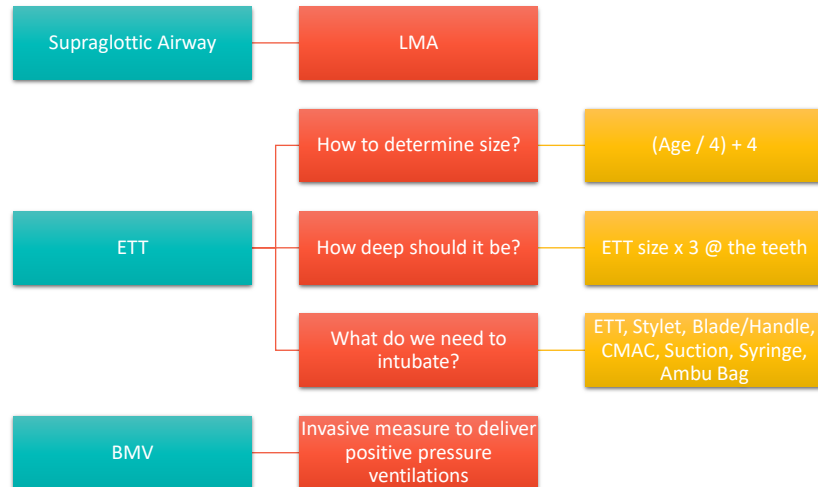 Supraglottic Airway
LMA
How to determine size?
(Age / 4) + 4
ETT
How deep should it be?
ETT size x 3 @ the teeth
What do we need to
intubate?
ETT, Stylet, Blade/Handle,
CMAC, Suction, Syringe,
Ambu Bag
BMV
Invasive measure to deliver
positive pressure
ventilations